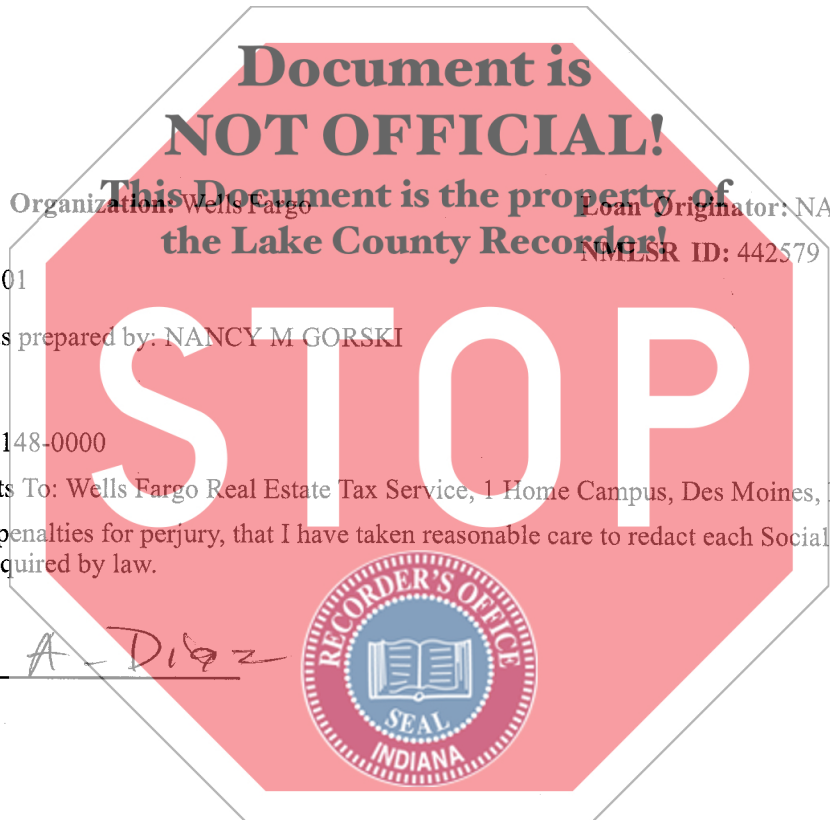 Document is
NOT OFFICIAL!
This Document is the property of
the Lake County Recorder!
Organization: Wells Fargo
Loan Originator: NA
NMLSR ID: 442579
01
s prepared by: NANCY M GORSKI
STOP
148-0000
ts To: Wells Fargo Real Estate Tax Service, 1 Home Campus, Des Moines,
penalties for perjury, that I have taken reasonable care to redact each Social
quired by law.
A - Diaz
RECORDER'S OFFICE
SEAL
INDIANA